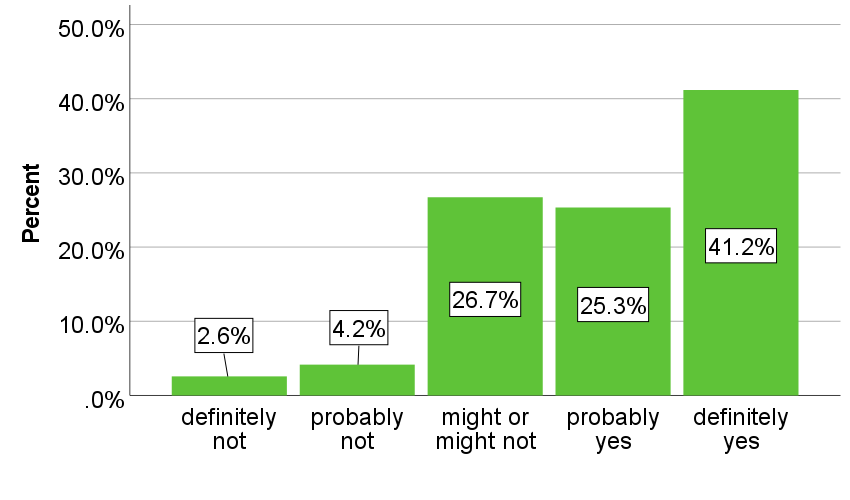 50.0%
40.0%
30.0%
20.0%
10.0%
.0%
Percent
2.6%
4.2%
26.7%
25.3%
41.2%
definitely not
probably not
might or might not
probably yes
definitely yes